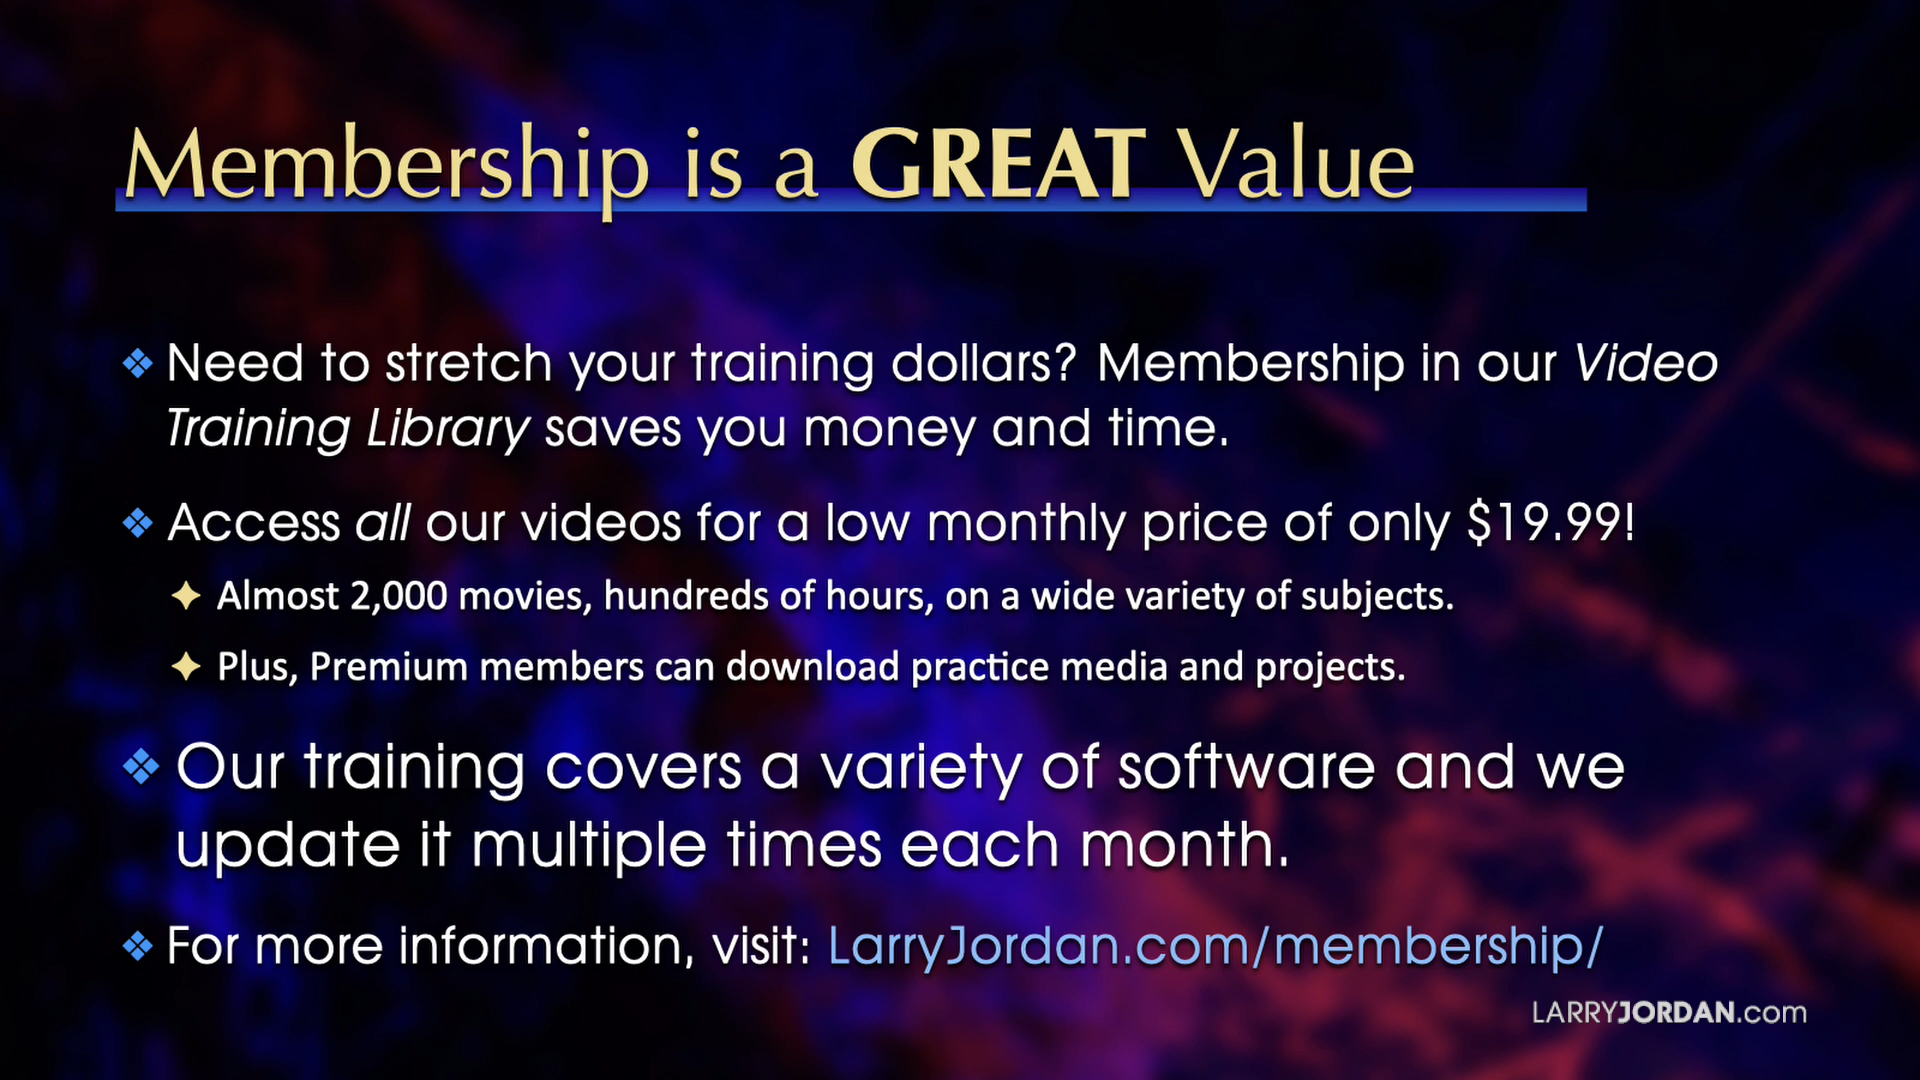 Membership is a GREAT Value
Need to stretch your training dollars? Membership in our Video
Training Library saves you money and time.
Access all our videos for a low monthly price of only $19.99!
Almost 2,000 movies, hundreds of hours, on a wide variety of subjects.
Plus, Premium members can download practice media and projects.
Our training covers a variety of software and we
update it multiple times each month.
For more information, visit: LarryJordan.com/membership/
LARRYJORDAN.com